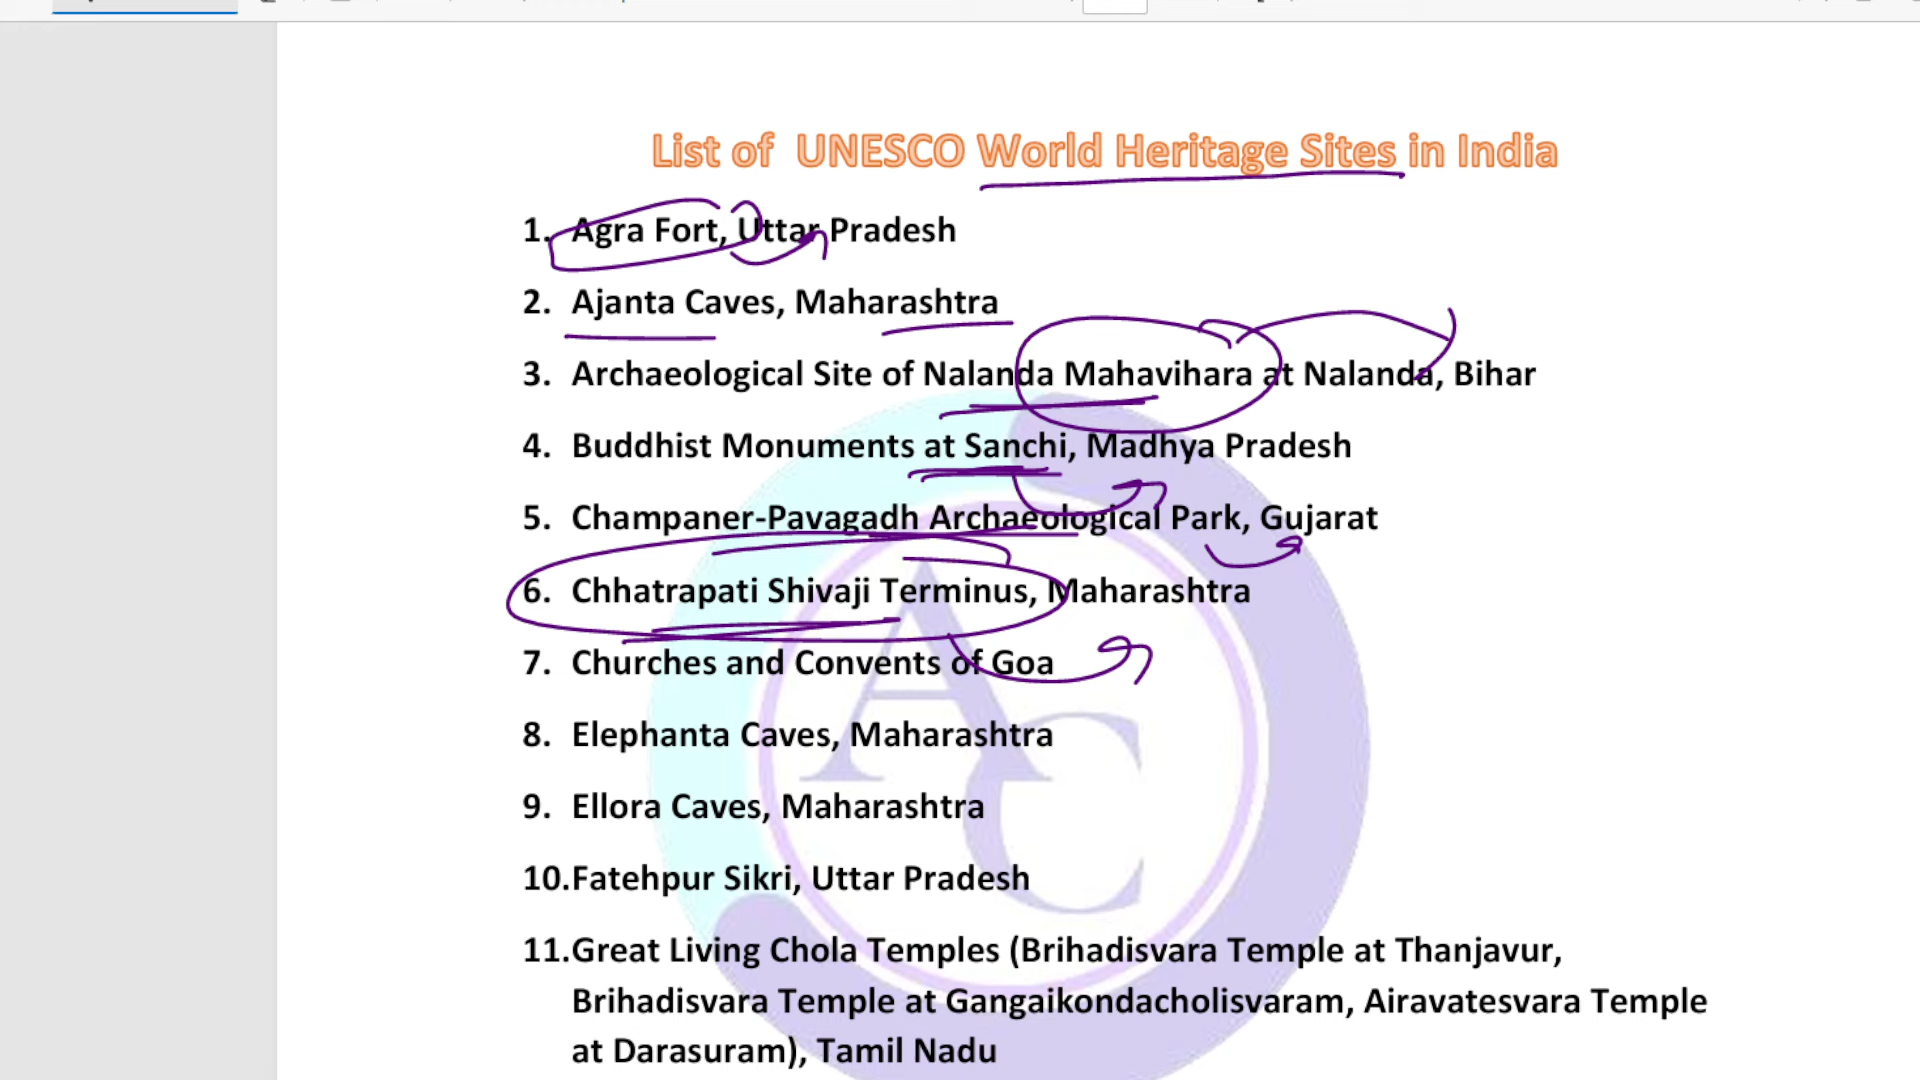 List of UNESCO World Heritage Sites in India
1. Agra Fort, Uttar Pradesh
2. Ajanta Caves, Maharashtra
3. Archaeological Site of Nalanda Mahavihara at Nalanda, Bihar
4. Buddhist Monuments at Sanchi, Madhya Pradesh
5. Champaner-Pavagadh Archaeological Park, Gujarat
6. Chhatrapati Shivaji Terminus, Maharashtra
7. Churches and Convents of Goa
8. Elephanta Caves, Maharashtra
9. Ellora Caves, Maharashtra
10.Fatehpur Sikri, Uttar Pradesh
11.Great Living Chola Temples (Brihadisvara Temple at Thanjavur,
Brihadisvara Temple at Gangaikondacholisvaram, Airavatesvara Temple
at Darasuram), Tamil Nadu
AC